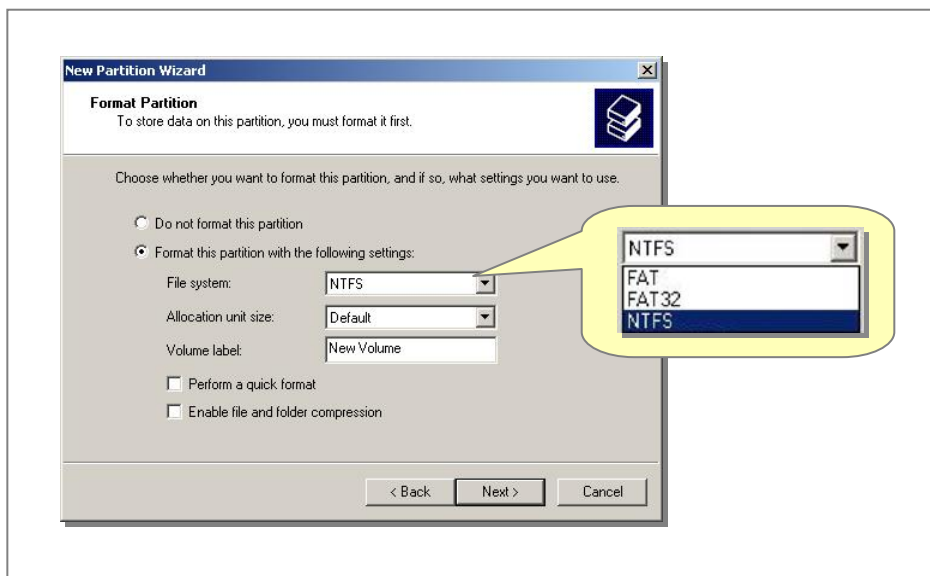 New Partition Wizard
Format Partition
To store data on this partition, you must format it first.
Choose whether you want to format this partition, and if so, what settings you want to use.
Do not format this partition
Format this partition with the following settings:
File system: NTFS
Allocation unit size: Default
Volume label: New Volume
Perform a quick format
Enable file and folder compression
< Back Next > Cancel
NTFS
FAT
FAT32
NTFS